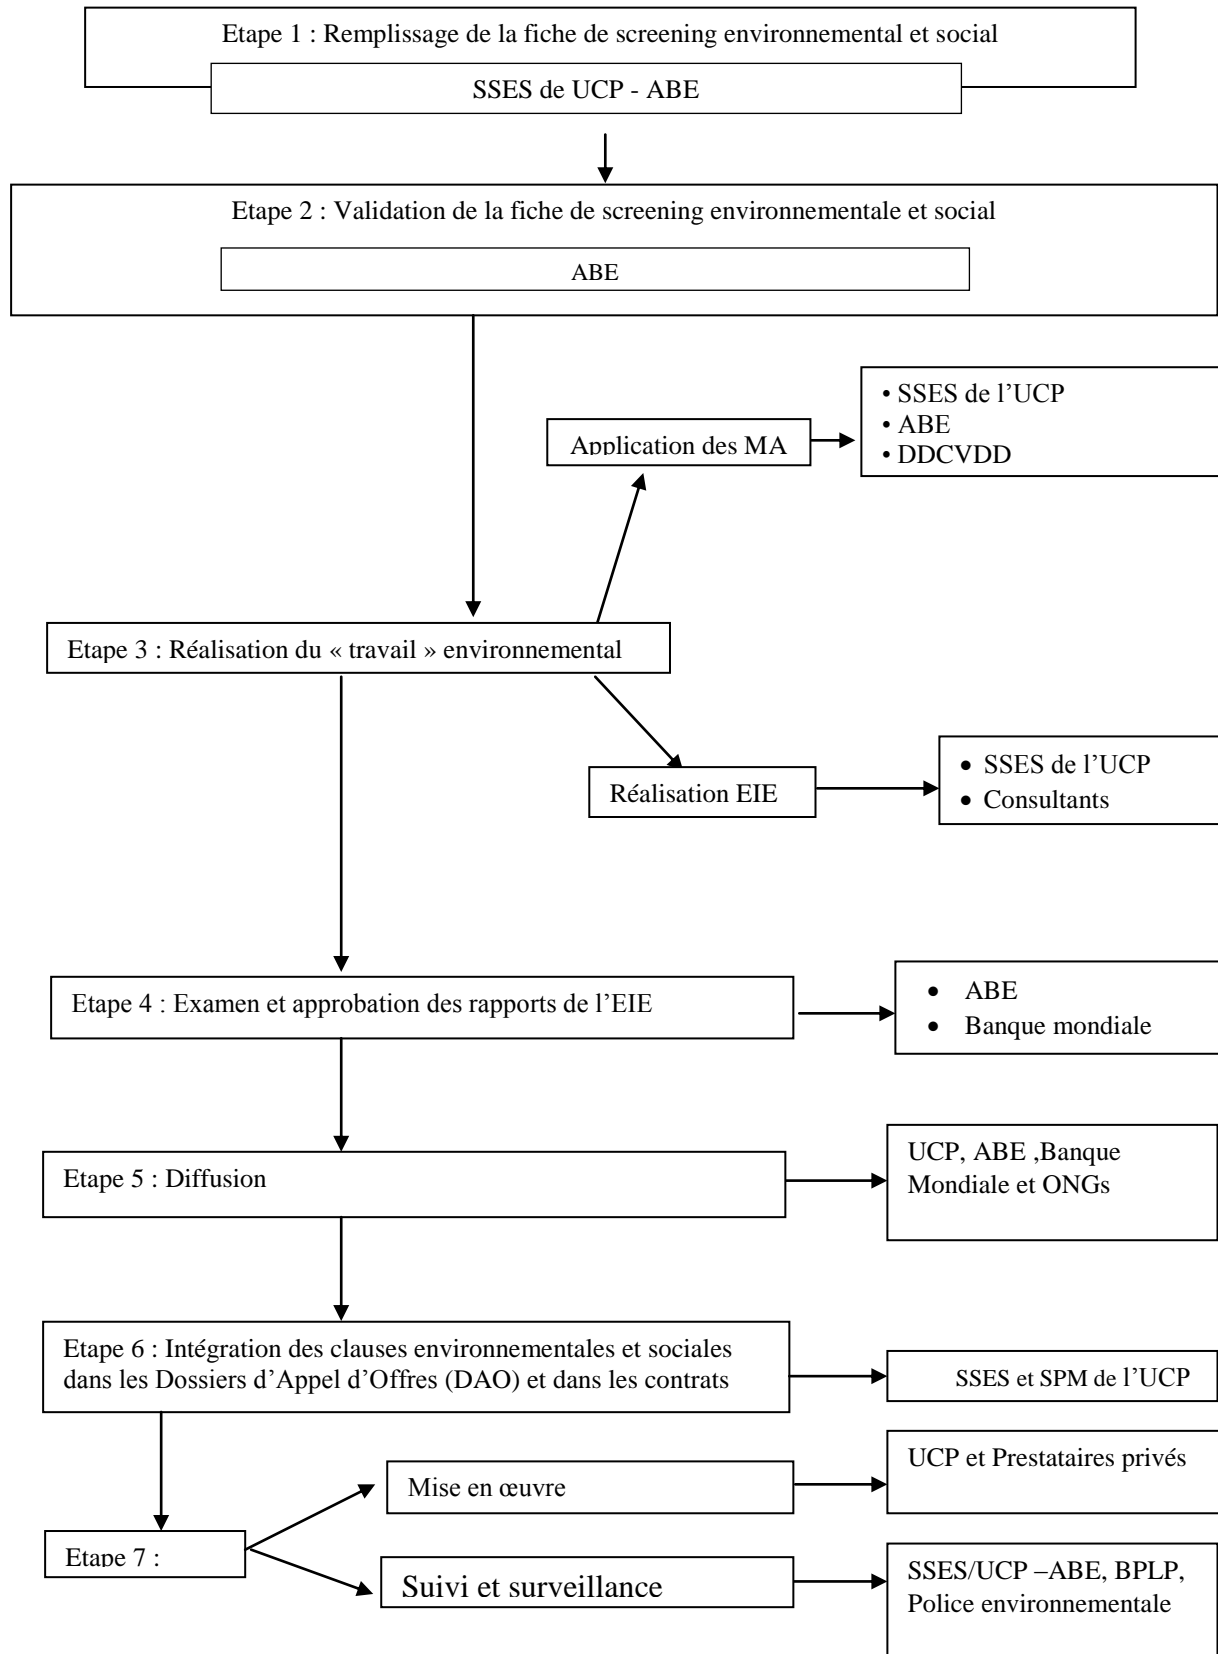 Etape 1 : Remplissage de la fiche de screening environnemental et social
SSES de UCP - ABE
Etape 2 : Validation de la fiche de screening environnementale et social
ABE
• SSES de l’UCP
• ABE
• DDCVDD
Application des MA
Etape 3 : Réalisation du « travail » environnemental
Réalisation EIE
• SSES de l’UCP
• Consultants
Etape 4 : Examen et approbation des rapports de l’EIE
• ABE
• Banque mondiale
Etape 5 : Diffusion
UCP, ABE ,Banque
Mondiale et ONGs
Etape 6 : Intégration des clauses environnementales et sociales
dans les Dossiers d’Appel d’Offres (DAO) et dans les contrats
SSES et SPM de l’UCP
Mise en œuvre
UCP et Prestataires privés
Etape 7 :
Suivi et surveillance
SSES/UCP –ABE, BPLP,
Police environnementale